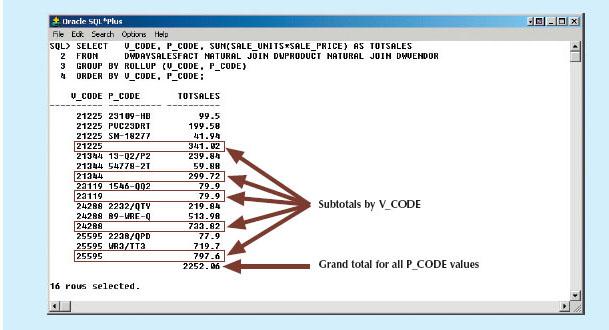 Oracle SQL*Plus
File Edit Search Options Help
SQL> SELECT V_CODE, P_CODE, SUM(SALE_UNITS*SALE_PRICE) AS TOTSALES
2 FROM DWDAYSALESFACT NATURAL JOIN DWPRODUCT NATURAL JOIN DWVENDOR
3 GROUP BY ROLLUP (V_CODE, P_CODE)
4 ORDER BY V_CODE, P_CODE;
V_CODE P_CODE TOTSALES
---------- ---------- ----------
21225 23109-HB 99.5
21225 PVC23DRT 199.58
21225 SM-18277 41.94
21225 341.02
21344 13-Q2/P2 239.84
21344 54778-2T 59.88
21344 299.72
23119 1546-QQ2 79.9
23119 79.9
24288 2232/QTY 219.84
24288 89-WRE-Q 513.98
24288 733.82
25595 2238/QPD 77.9
25595 WR3/TT3 719.7
25595 797.6
2252.06
Subtotals by V_CODE
Grand total for all P_CODE values
16 rows selected.